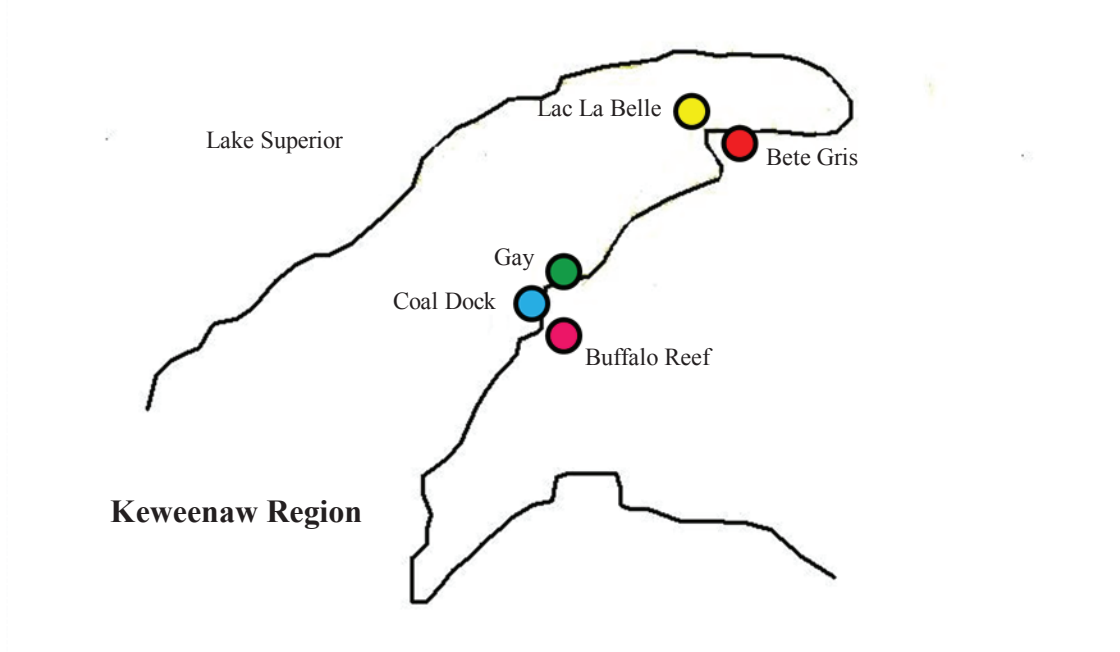 Lac La Belle
Lake Superior
Bete Gris
Gay
Coal Dock
Buffalo Reef
Keweenaw Region